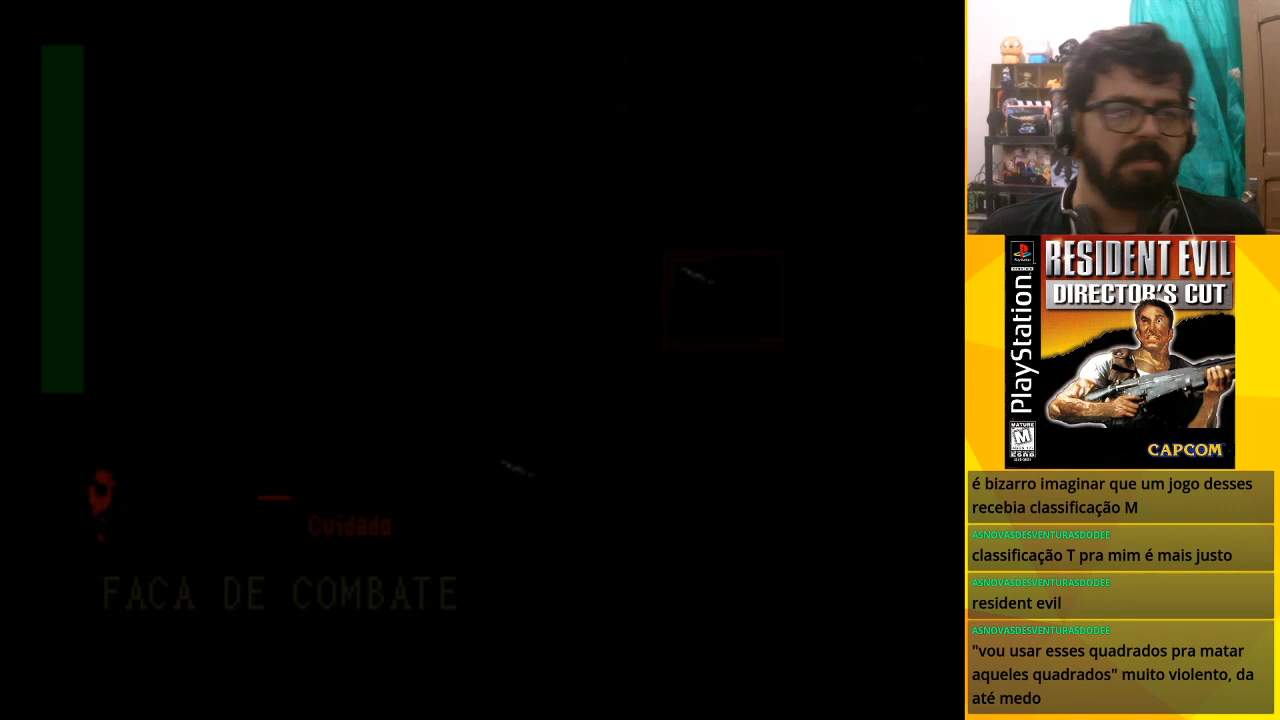 Cuidado
FACA DE COMBATE
PlayStation
RESIDENT EVIL
DIRECTOR'S CUT
PlayStation
MATURE
M
CAPCOM
é bizarro imaginar que um jogo desses
recebia classificação M
ASNOVASDESVENTURASDODEE
classificação T pra mim é mais justo
ASNOVASDESVENTURASDODEE
resident evil
ASNOVASDESVENTURASDODEE
"vou usar esses quadrados pra matar
aqueles quadrados" muito violento, da
até medo